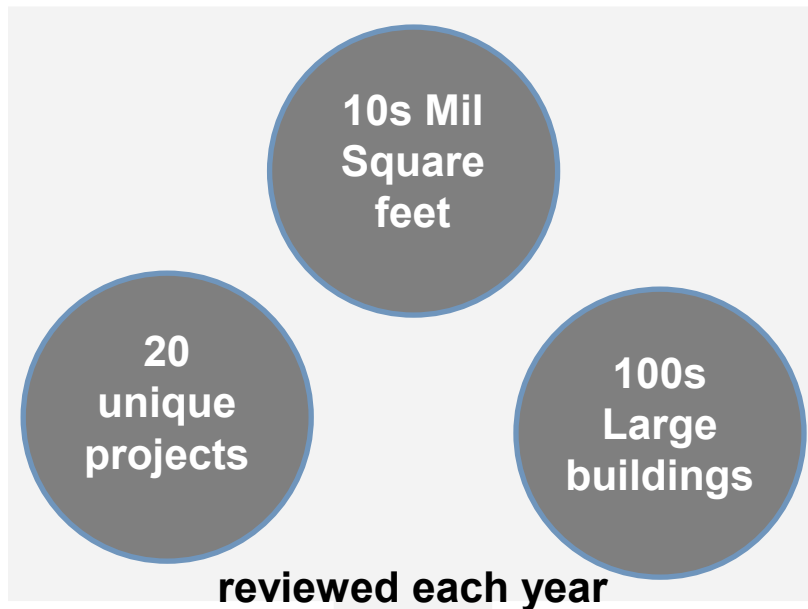 10s Mil
Square
feet
20
unique
projects
100s
Large
buildings
reviewed each year